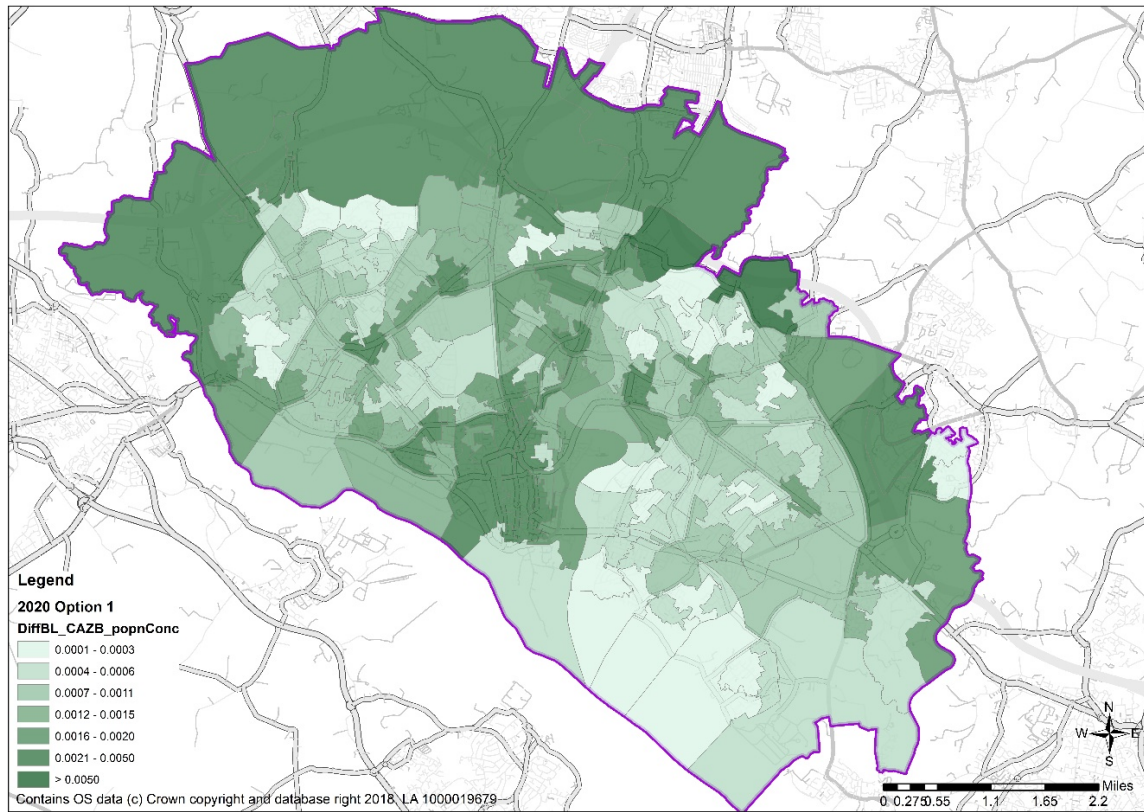 Legend
2020 Option 1
DiffBL_CAZB_popnConc
0.0001 - 0.0003
0.0004 - 0.0006
0.0007 - 0.0011
0.0012 - 0.0015
0.0016 - 0.0020
0.0021 - 0.0050
> 0.0050
Contains OS data (c) Crown copyright and database right 2018 LA 1000019679
N
W E
S
Miles
0 0.275 0.55 1.1 1.65 2.2